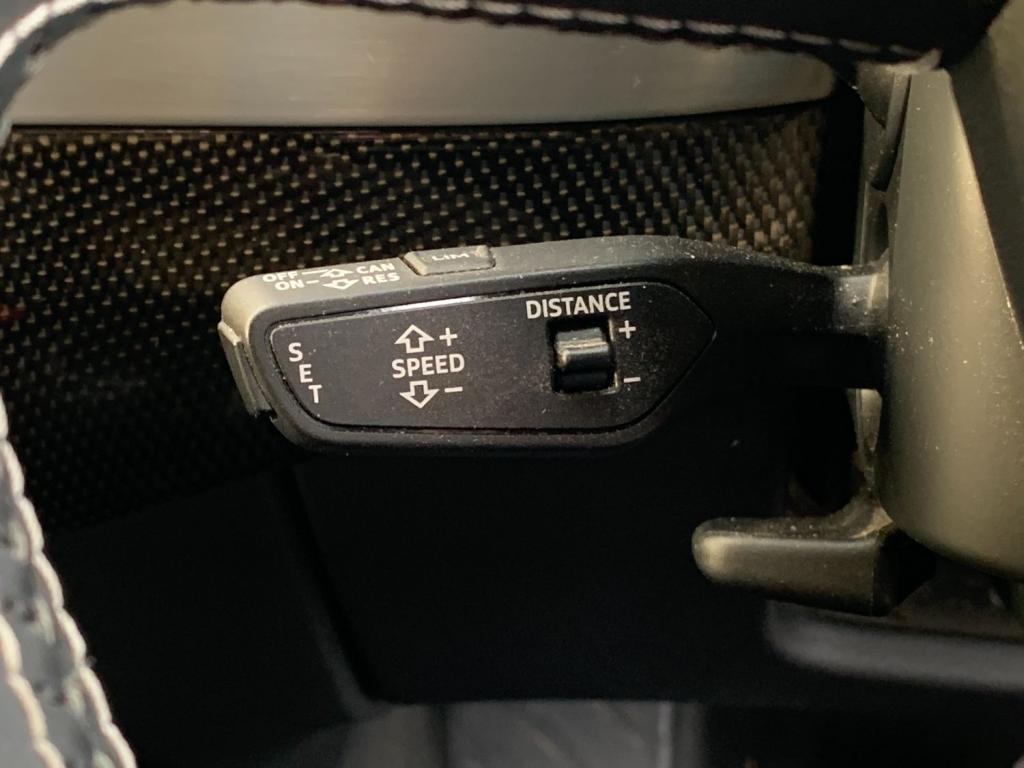 OFF CAN
ON RES
LIM
DISTANCE
+
-
S
E
T
+
SPEED
-